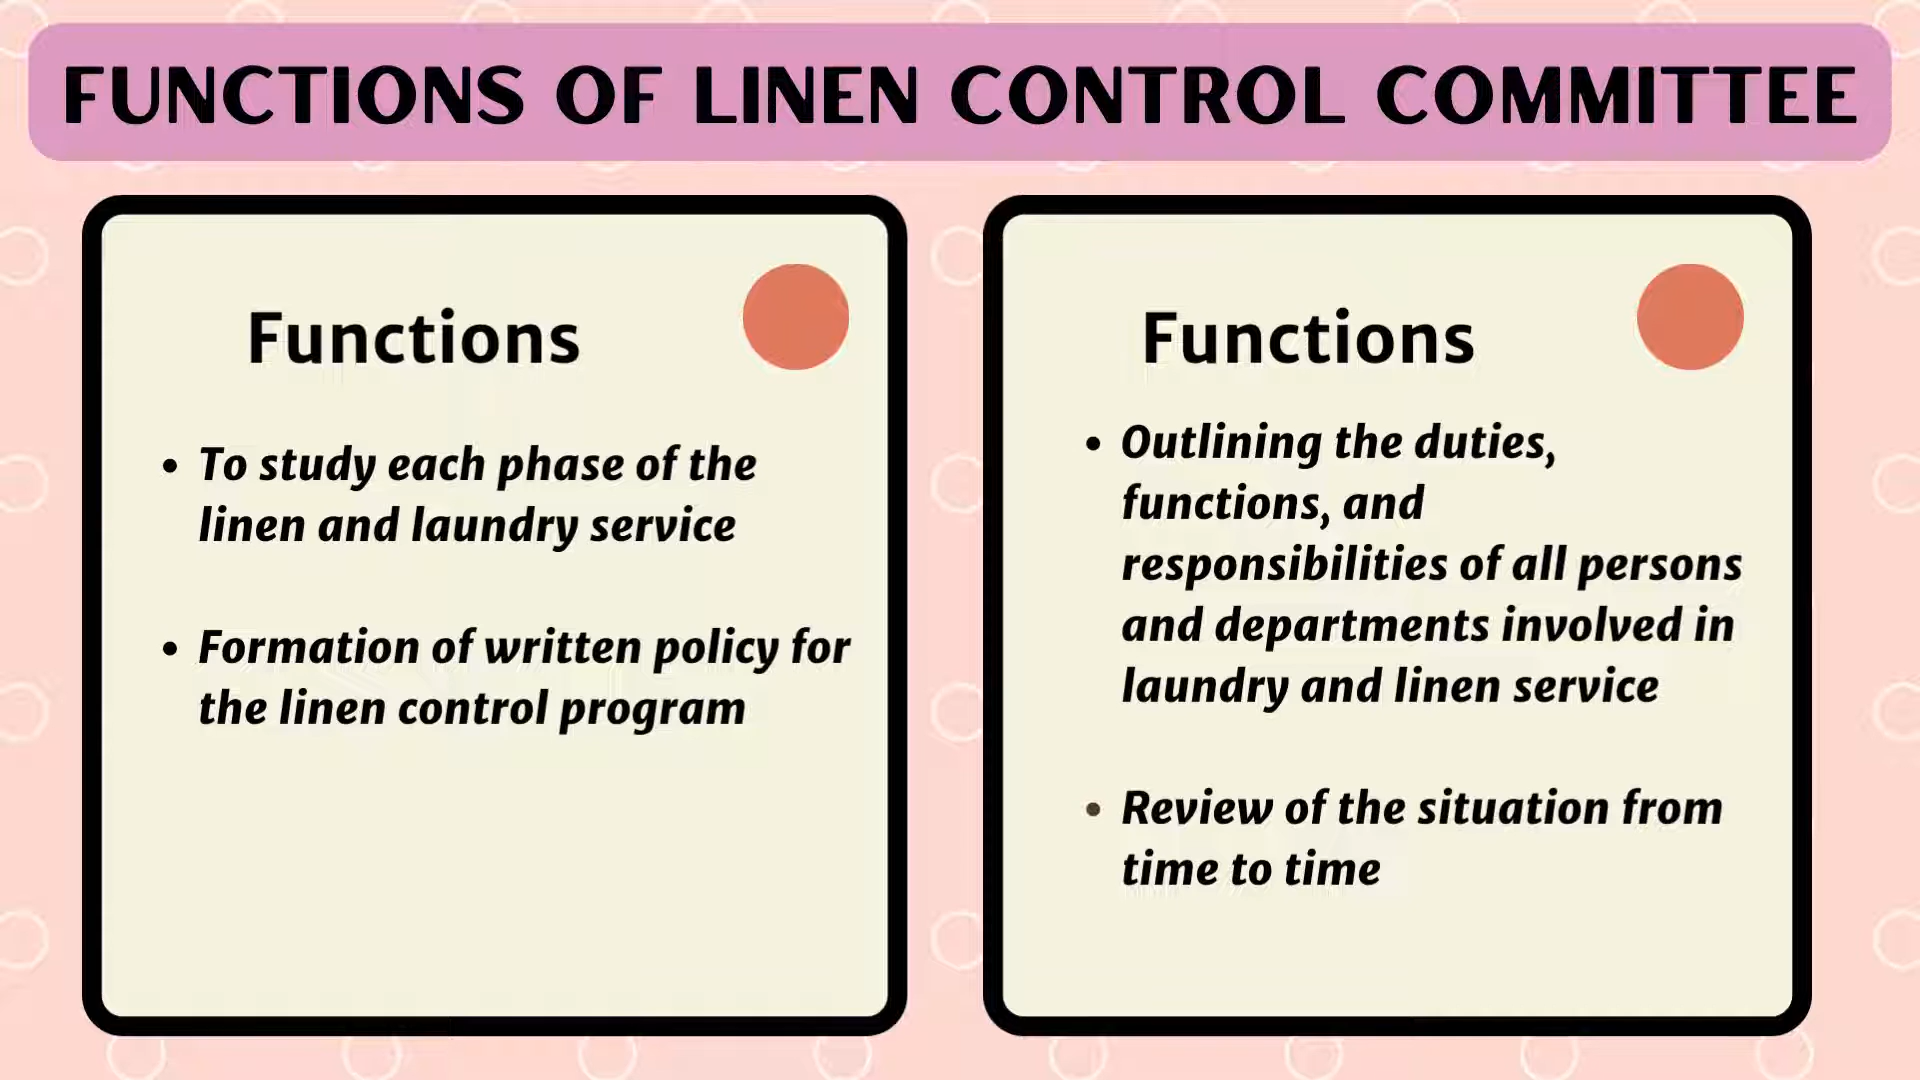 FUNCTIONS OF LINEN CONTROL COMMITTEE
Functions
• To study each phase of the
linen and laundry service
• Formation of written policy for
the linen control program
Functions
• Outlining the duties,
functions, and
responsibilities of all persons
and departments involved in
laundry and linen service
• Review of the situation from
time to time